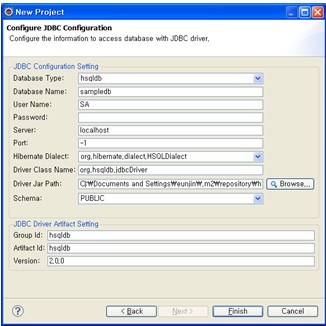 New Project
Configure JDBC Configuration
Configure the information to access database with JDBC driver.
JDBC Configuration Setting
Database Type: hsqldb
Database Name: sampledb
User Name: SA
Password:
Server: localhost
Port: -1
Hibernate Dialect: org.hibernate.dialect.HSQLDialect
Driver Class Name: org.hsqldb.jdbcDriver
Driver Jar Path: C:₩Documents and Settings₩eunjin₩.m2₩repository₩h Browse...
Schema: PUBLIC
JDBC Driver Artifact Setting
Group Id: hsqldb
Artifact Id: hsqldb
Version: 2.0.0
? < Back Next > Finish Cancel